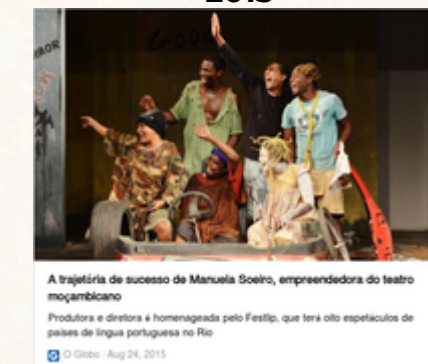 2015
A trajetória de sucesso de Manuela Soeiro, empreendedora do teatro
moçambicano
Produtora e diretora é homenageada pelo Festlip, que terá oito espetáculos de
países de língua portuguesa no Rio
O Globo · Aug 24, 2015